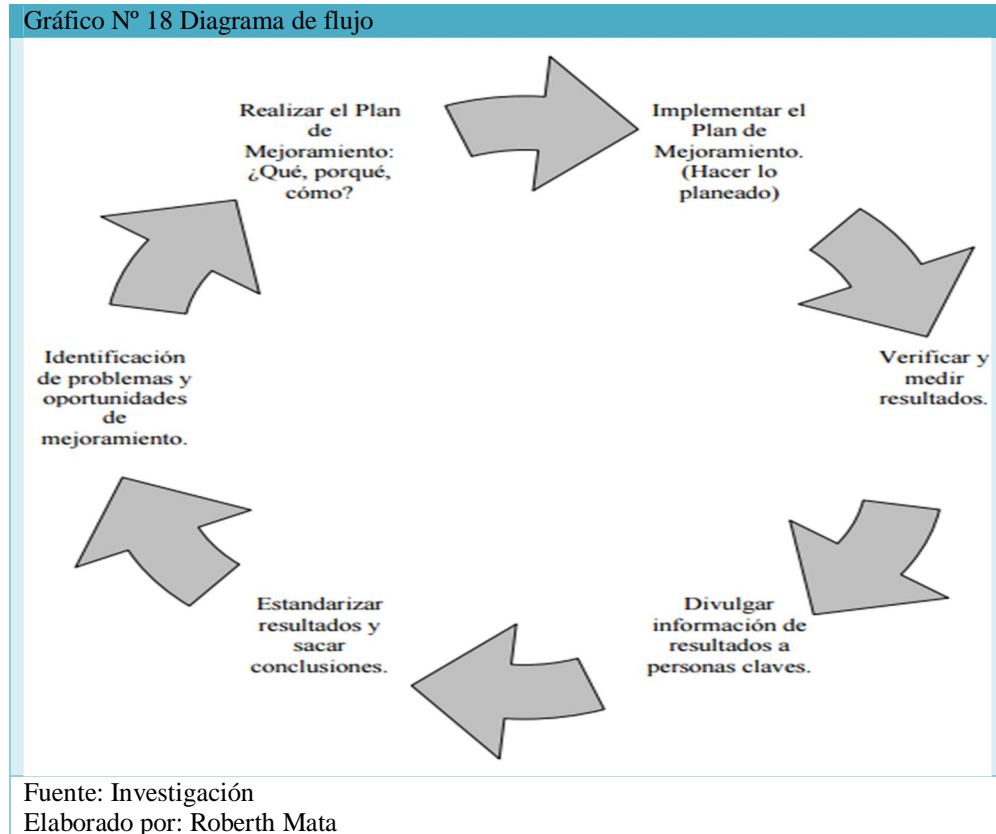 Gráfico Nº 18 Diagrama de flujo
Realizar el Plan
de
Mejoramiento:
¿Qué, porqué,
cómo?
Implementar el
Plan de
Mejoramiento.
(Hacer lo
planeado)
Verificar y
medir
resultados.
Divulgar
información de
resultados a
personas claves.
Estandarizar
resultados y
sacar
conclusiones.
Identificación
de problemas y
oportunidades
de
mejoramiento.
Fuente: Investigación
Elaborado por: Roberth Mata